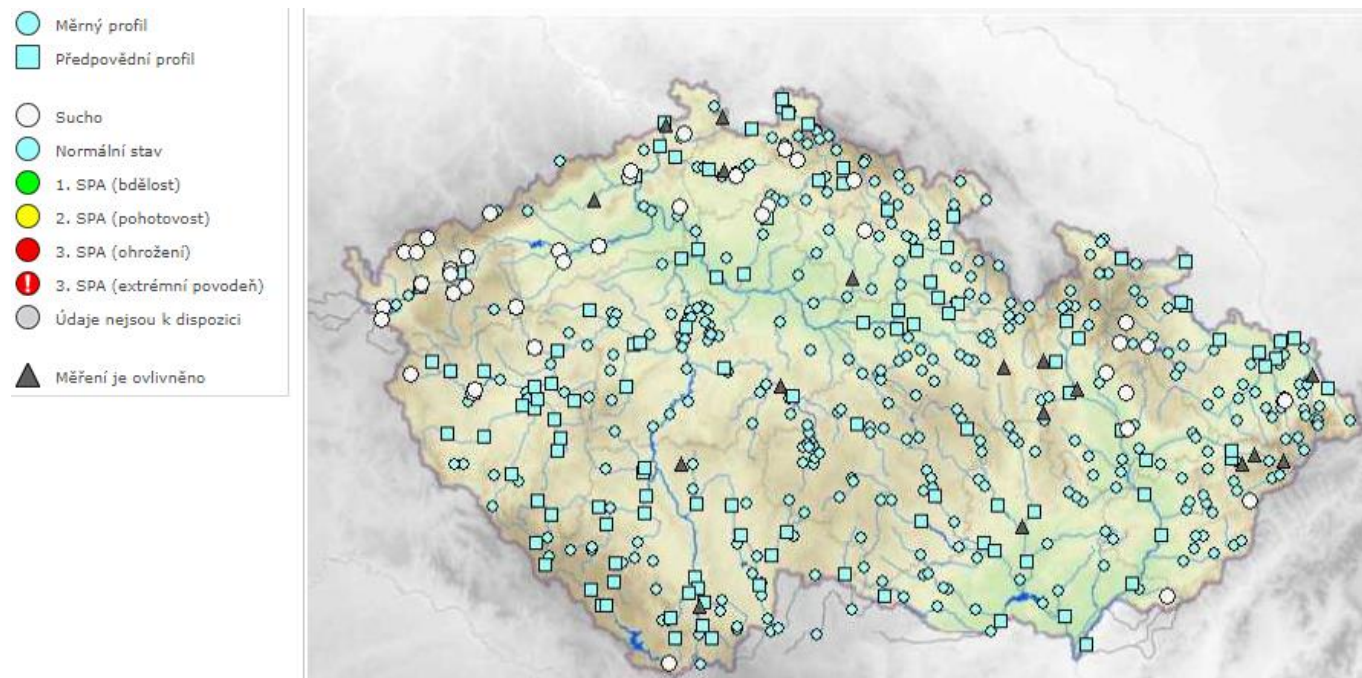 Měrný profil
Předpovědní profil
Sucho
Normální stav
1. SPA (bdělost)
2. SPA (pohotovost)
3. SPA (ohrožení)
! 3. SPA (extrémní povodeň)
Údaje nejsou k dispozici
Měření je ovlivněno